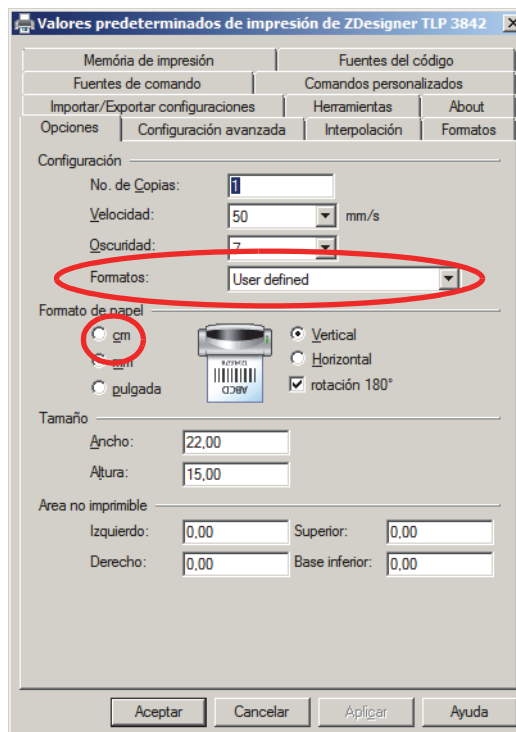 Valores predeterminados de impresión de ZDesigner TLP 3842
Memória de impresión Fuentes del código
Fuentes de comando Comandos personalizados
Importar/Exportar configuraciones Herramientas About
Opciones Configuración avanzada Interpolación Formatos
Configuración
No. de Copias: 1
Velocidad: 50 mm/s
Oscuridad: 7
Formatos: User defined
Formato de papel
cm Vertical
mm Horizontal
pulgada rotación 180°
ABCD
Tamaño
Ancho: 22,00
Altura: 15,00
Area no imprimible
Izquierdo: 0,00 Superior: 0,00
Derecho: 0,00 Base inferior: 0,00
Aceptar Cancelar Aplicar Ayuda